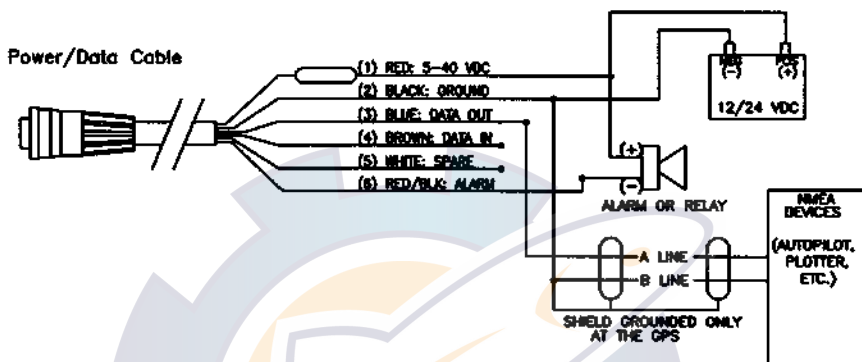 Power/Data Cable
(1) RED: 5-40 VDC
(2) BLACK: GROUND
(3) BLUE: DATA OUT
(4) BROWN: DATA IN
(5) WHITE: SPARE
(6) RED/BLK: ALARM
NEG
(-)
POS
(+)
12/24 VDC
(+)
(-)
ALARM OR RELAY
NMEA
DEVICES
(AUTOPILOT,
PLOTTER,
ETC.)
A LINE
B LINE
SHIELD GROUNDED ONLY
AT THE GPS